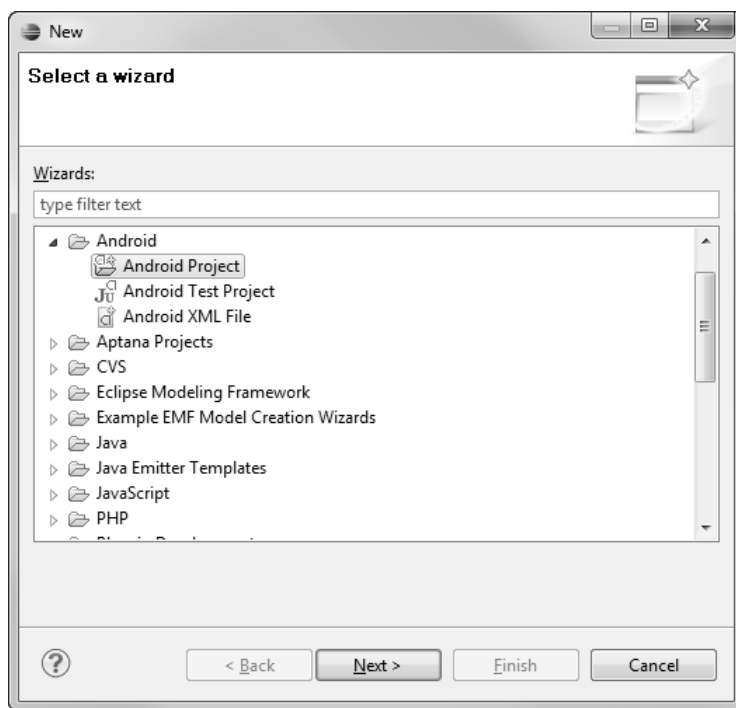 New
Select a wizard
Wizards:
type filter text
Android
Android Project
Android Test Project
Android XML File
Aptana Projects
CVS
Eclipse Modeling Framework
Example EMF Model Creation Wizards
Java
Java Emitter Templates
JavaScript
PHP
< Back Next > Finish Cancel